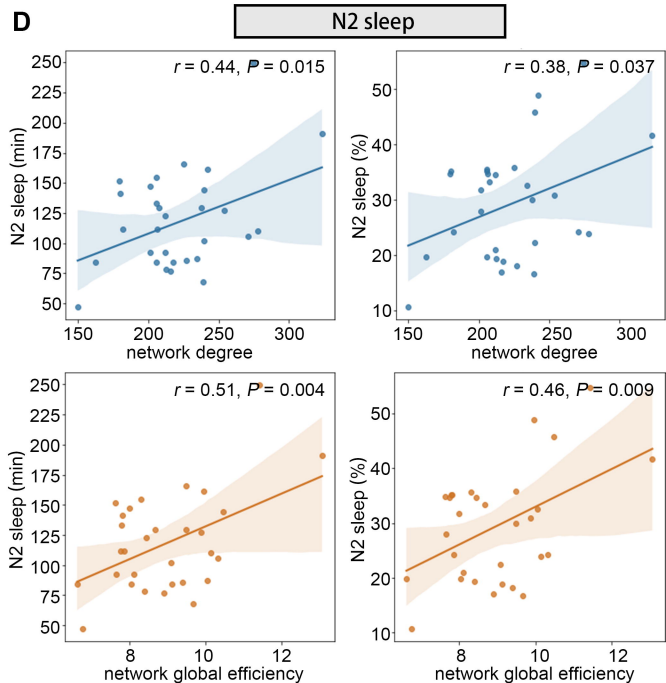 D
N2 sleep
r = 0.44, P = 0.015
N2 sleep (min)
250
225
200
175
150
125
100
75
50
150 200 250 300
network degree
r = 0.38, P = 0.037
N2 sleep (%)
50
40
30
20
10
150 200 250 300
network degree
r = 0.51, P = 0.004
N2 sleep (min)
250
225
200
175
150
125
100
75
50
8 10 12
network global efficiency
r = 0.46, P = 0.009
N2 sleep (%)
50
40
30
20
10
8 10 12
network global efficiency